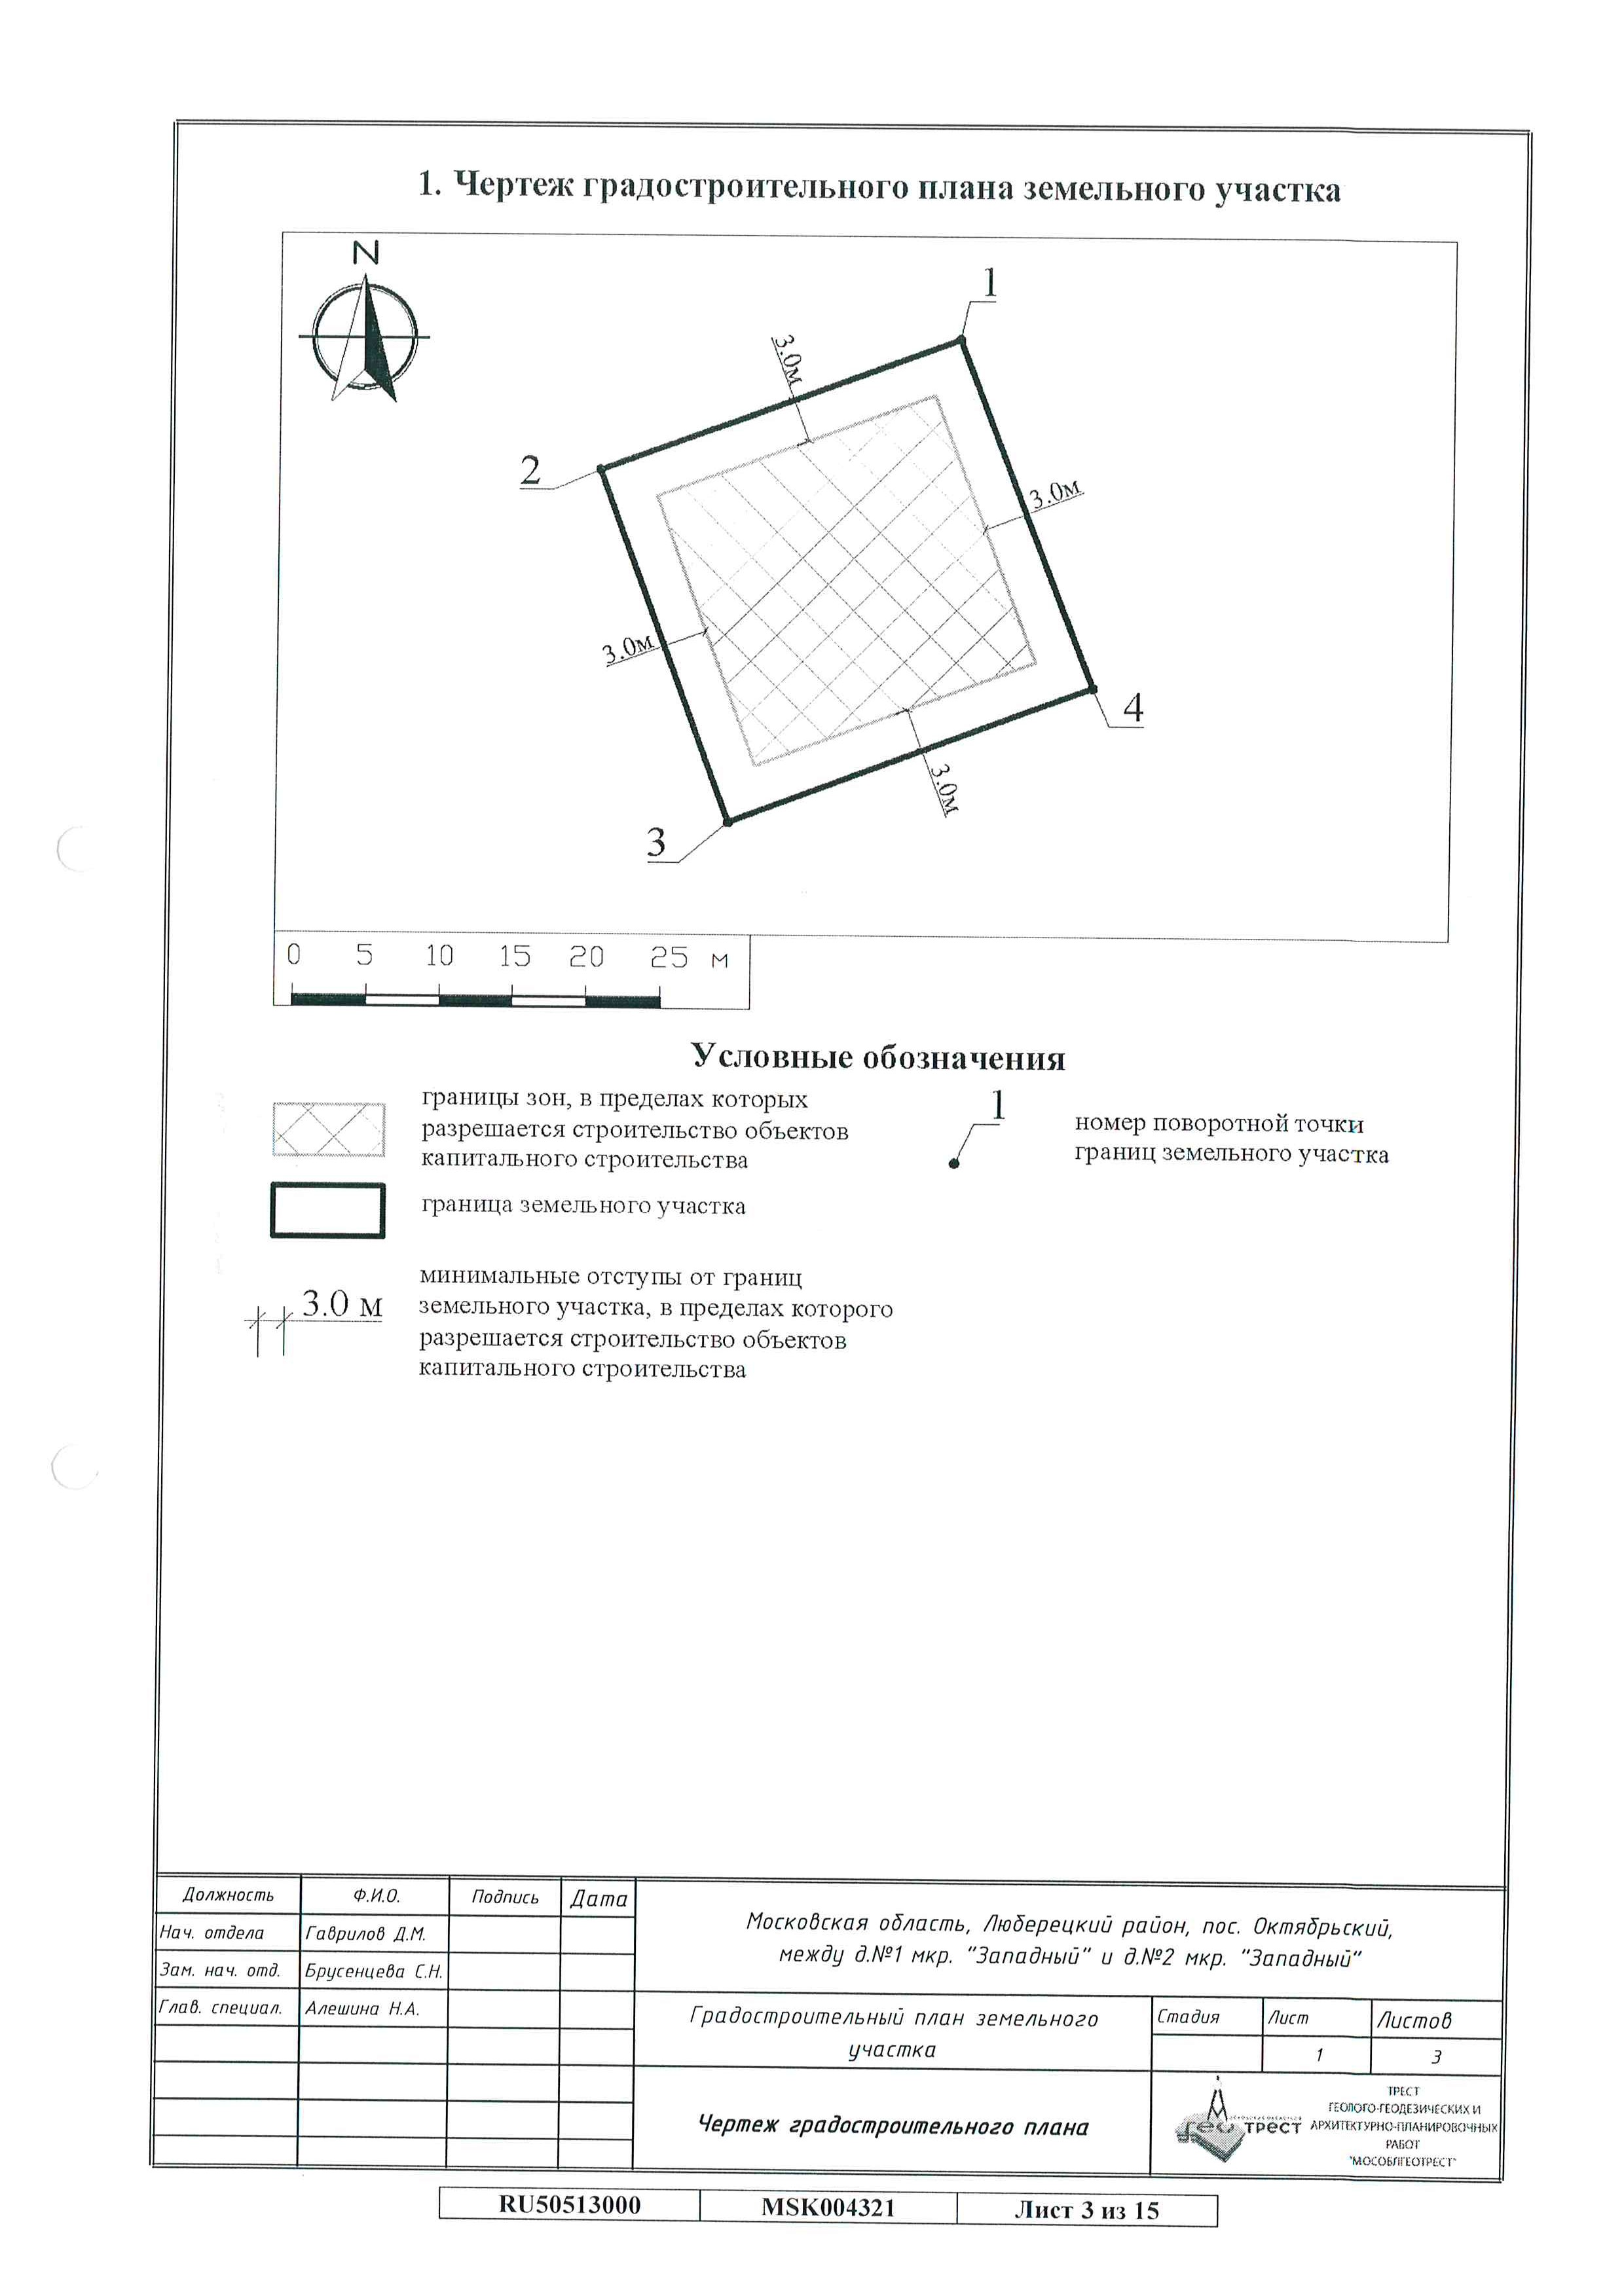 1. Чертеж градостроительного плана земельного участка
N
1
3.0м
2
3.0м
3.0м
4
3.0м
3
0 5 10 15 20 25 м
Условные обозначения
границы зон, в пределах которых
разрешается строительство объектов
капитального строительства
1
номер поворотной точки
границ земельного участка
граница земельного участка
3.0 м
минимальные отступы от границ
земельного участка, в пределах которого
разрешается строительство объектов
капитального строительства
Должность Ф.И.О. Подпись Дата
Нач. отдела Гаврилов Д.М.
Зам. нач. отд. Брусенцева С.Н.
Глав. специал. Алешина Н.А.
Московская область, Люберецкий район, пос. Октябрьский,
между д.№1 мкр. "Западный" и д.№2 мкр. "Западный"
Градостроительный план земельного
участка
Стадия Лист Листов
1 3
Чертеж градостроительного плана
гео трест
ТРЕСТ
ГЕОЛОГО-ГЕОДЕЗИЧЕСКИХ И
АРХИТЕКТУРНО-ПЛАНИРОВОЧНЫХ
РАБОТ
"МОСОБЛГЕОТРЕСТ"
RU50513000 MSK004321 Лист 3 из 15